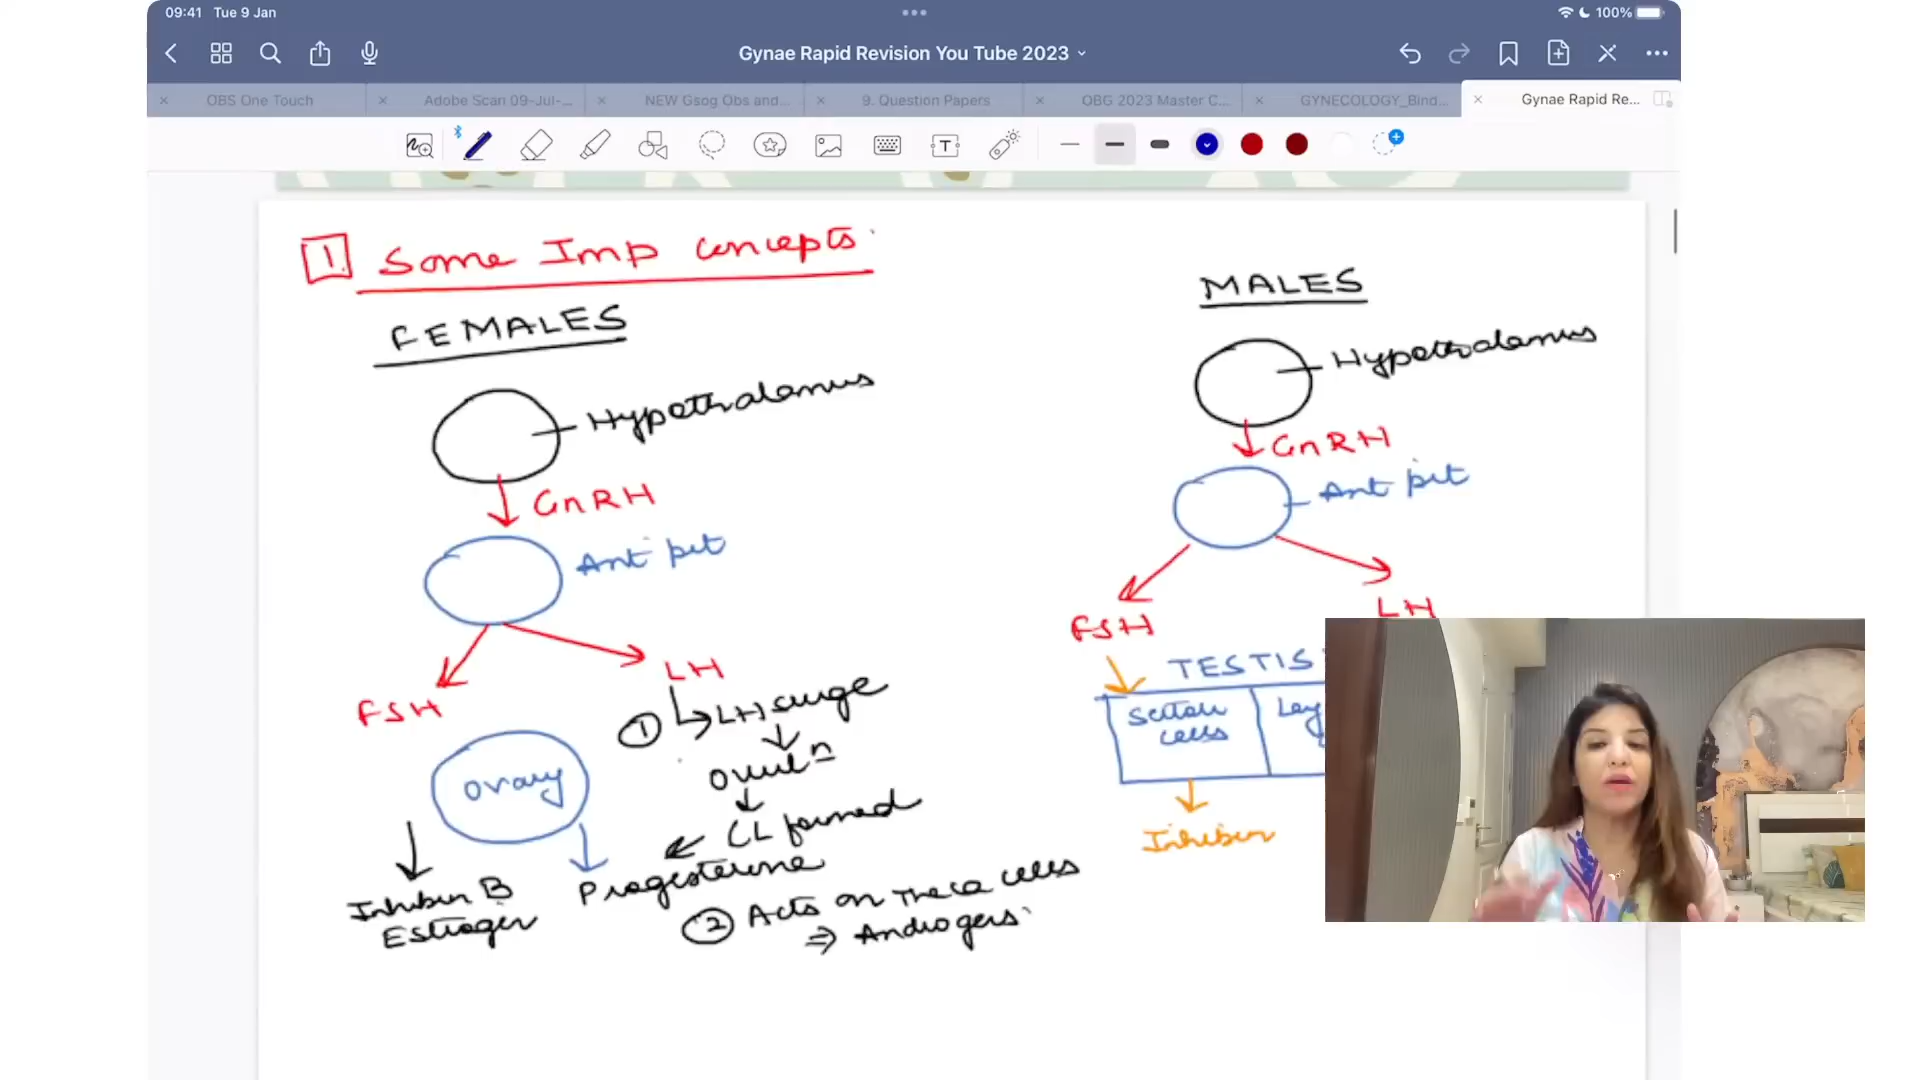 09:41 Tue 9 Jan
100%
Gynae Rapid Revision You Tube 2023
OBS One Touch
Adobe Scan 09-Jul-...
NEW Gsog Obs and...
9. Question Papers
OBG 2023 Master C...
GYNECOLOGY_Bind...
Gynae Rapid Re...
1. Some Imp concepts
FEMALES
Hypothalamus
GnRH
Ant pit
FSH
LH
① LH surge
Ovulⁿ
CL formed
Progesterone
② Acts on Theca cells
⇒ Androgens
Ovary
Inhibin B
Estrogen
MALES
Hypothalamus
GnRH
Ant pit
FSH
LH
TESTIS
Sertoli
cells
Ley
Inhibin